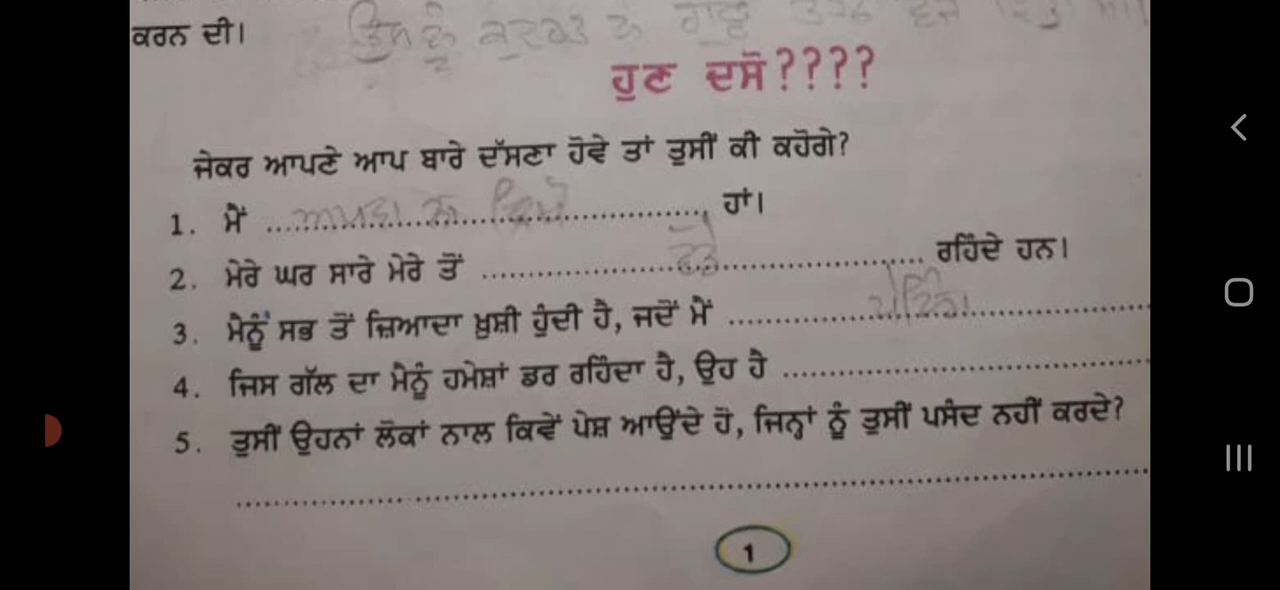 ਕਰਨ ਦੀ।
ਹੁਣ ਦਸੋ????
ਜੇਕਰ ਆਪਣੇ ਆਪ ਬਾਰੇ ਦੱਸਣਾ ਹੋਵੇ ਤਾਂ ਤੁਸੀਂ ਕੀ ਕਹੋਗੇ?
1. ਮੈਂ ........................................ ਹਾਂ।
2. ਮੇਰੇ ਘਰ ਸਾਰੇ ਮੇਰੇ ਤੋਂ ........................................ ਰਹਿੰਦੇ ਹਨ।
3. ਮੈਨੂੰ ਸਭ ਤੋਂ ਜ਼ਿਆਦਾ ਖ਼ੁਸ਼ੀ ਹੁੰਦੀ ਹੈ, ਜਦੋਂ ਮੈਂ ........................................
4. ਜਿਸ ਗੱਲ ਦਾ ਮੈਨੂੰ ਹਮੇਸ਼ਾਂ ਡਰ ਰਹਿੰਦਾ ਹੈ, ਉਹ ਹੈ ........................................
5. ਤੁਸੀਂ ਉਹਨਾਂ ਲੋਕਾਂ ਨਾਲ ਕਿਵੇਂ ਪੇਸ਼ ਆਉਂਦੇ ਹੋ, ਜਿਨ੍ਹਾਂ ਨੂੰ ਤੁਸੀਂ ਪਸੰਦ ਨਹੀਂ ਕਰਦੇ?
1